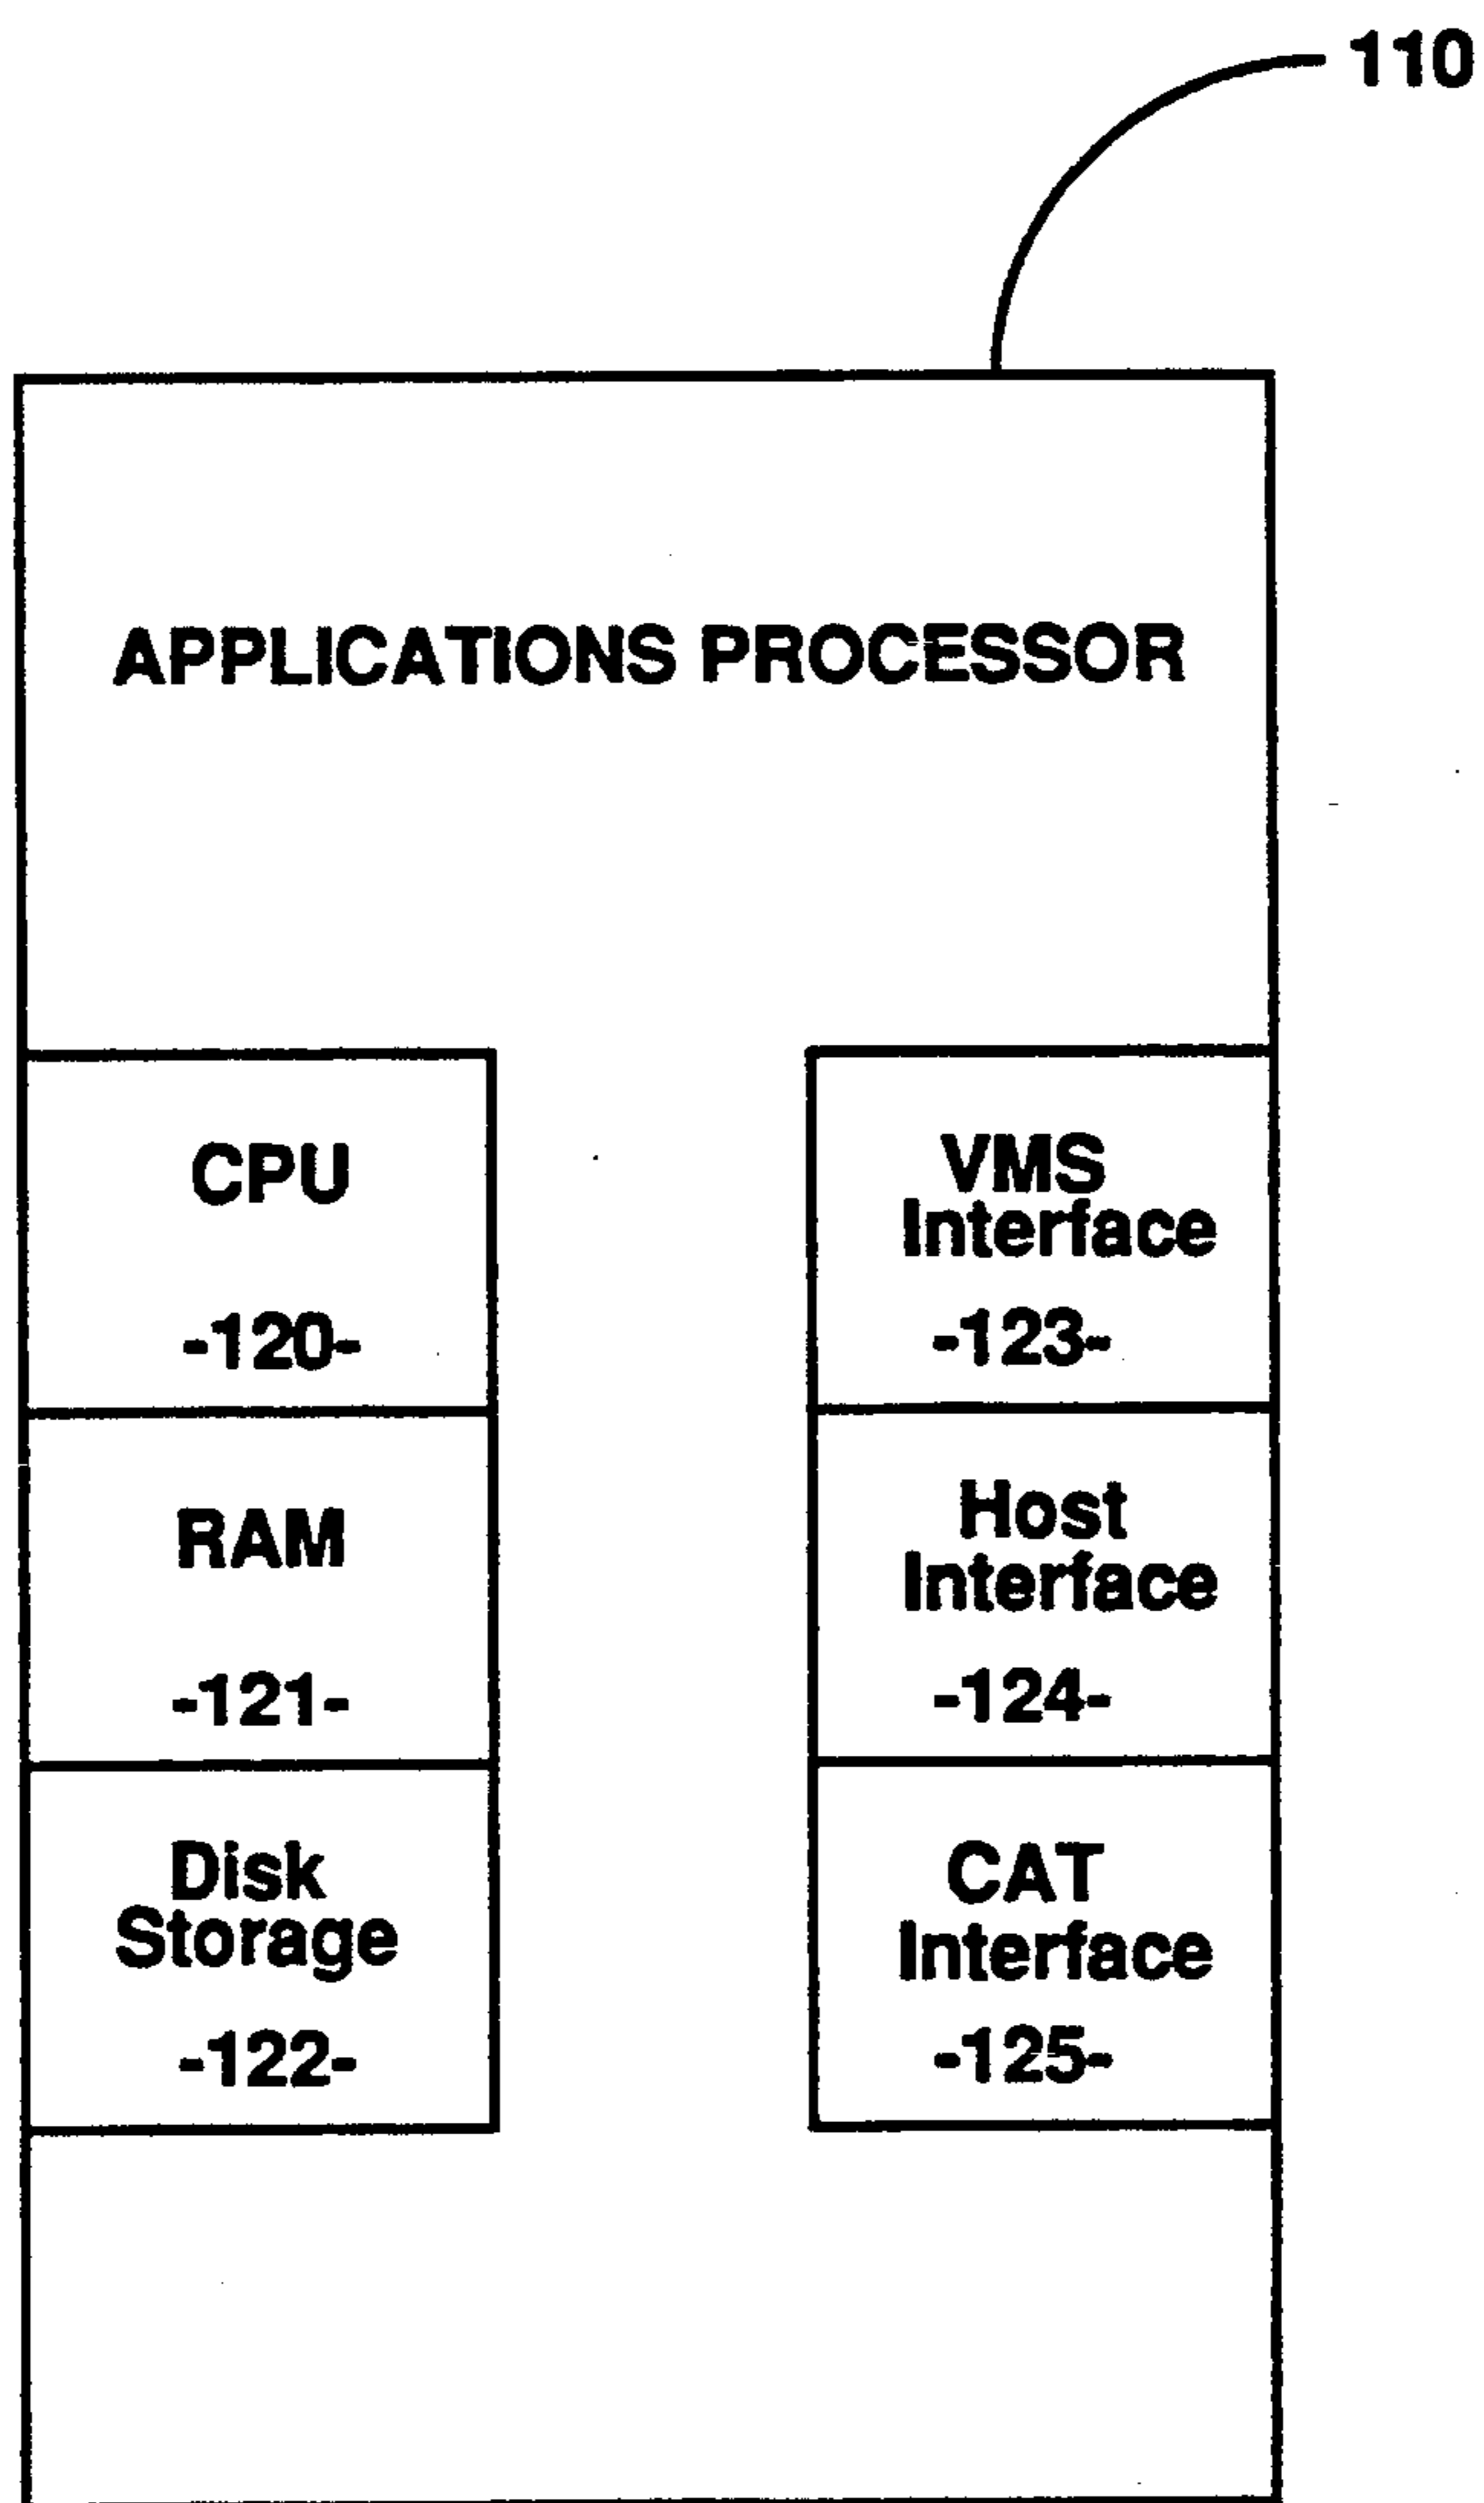 110
APPLICATIONS PROCESSOR
CPU
-120-
RAM
-121-
Disk
Storage
-122-
VMS
Interface
-123-
Host
Interface
-124-
CAT
Interface
-125-